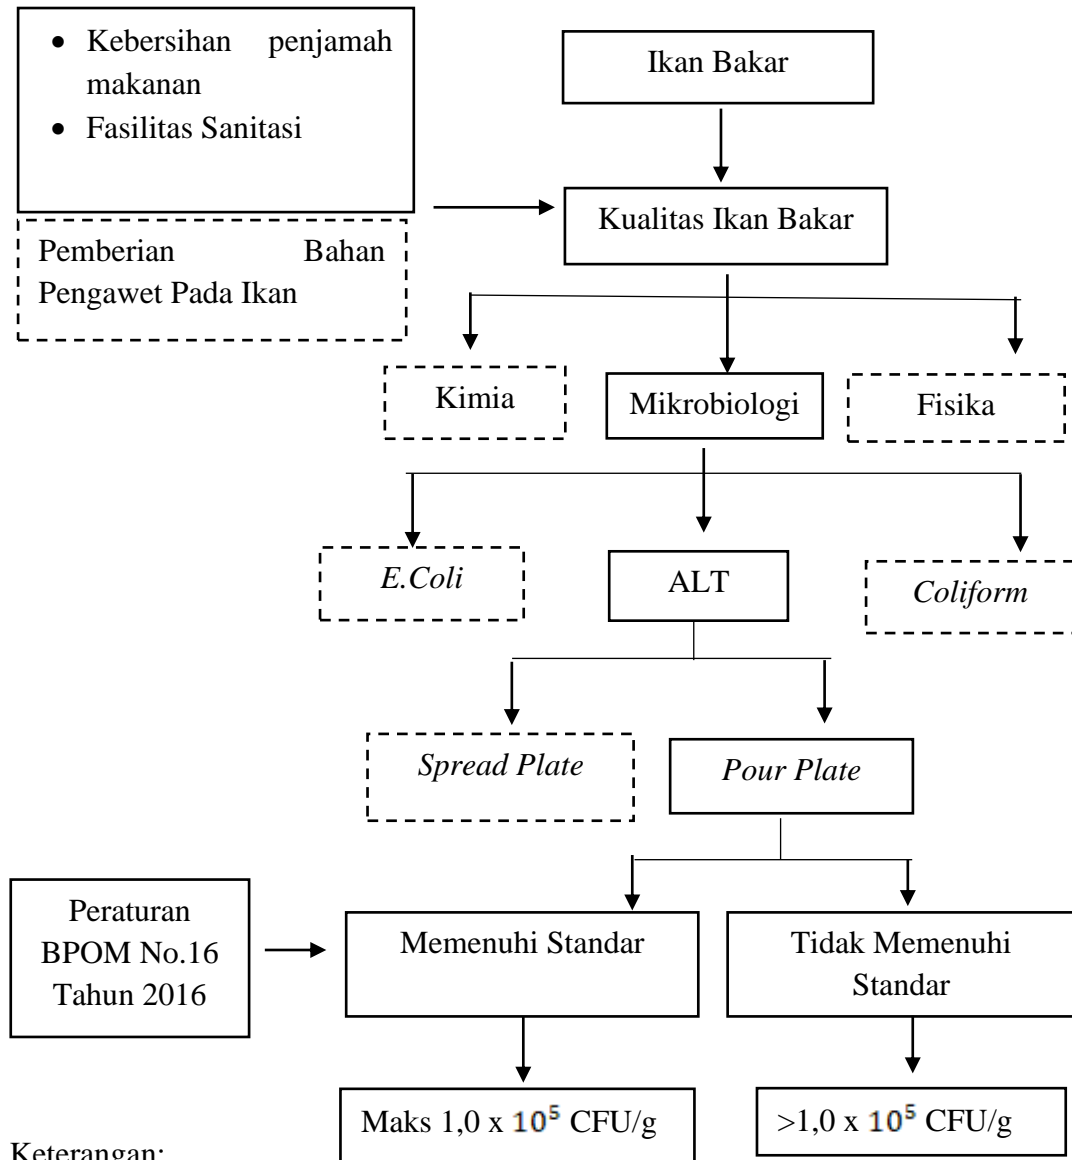 • Kebersihan penjamah
makanan
• Fasilitas Sanitasi
Ikan Bakar
Pemberian Bahan
Pengawet Pada Ikan
Kualitas Ikan Bakar
Kimia
Mikrobiologi
Fisika
E.Coli
ALT
Coliform
Spread Plate
Pour Plate
Peraturan
BPOM No.16
Tahun 2016
Memenuhi Standar
Tidak Memenuhi
Standar
Maks 1,0 x 10⁵ CFU/g
>1,0 x 10⁵ CFU/g
Keterangan: